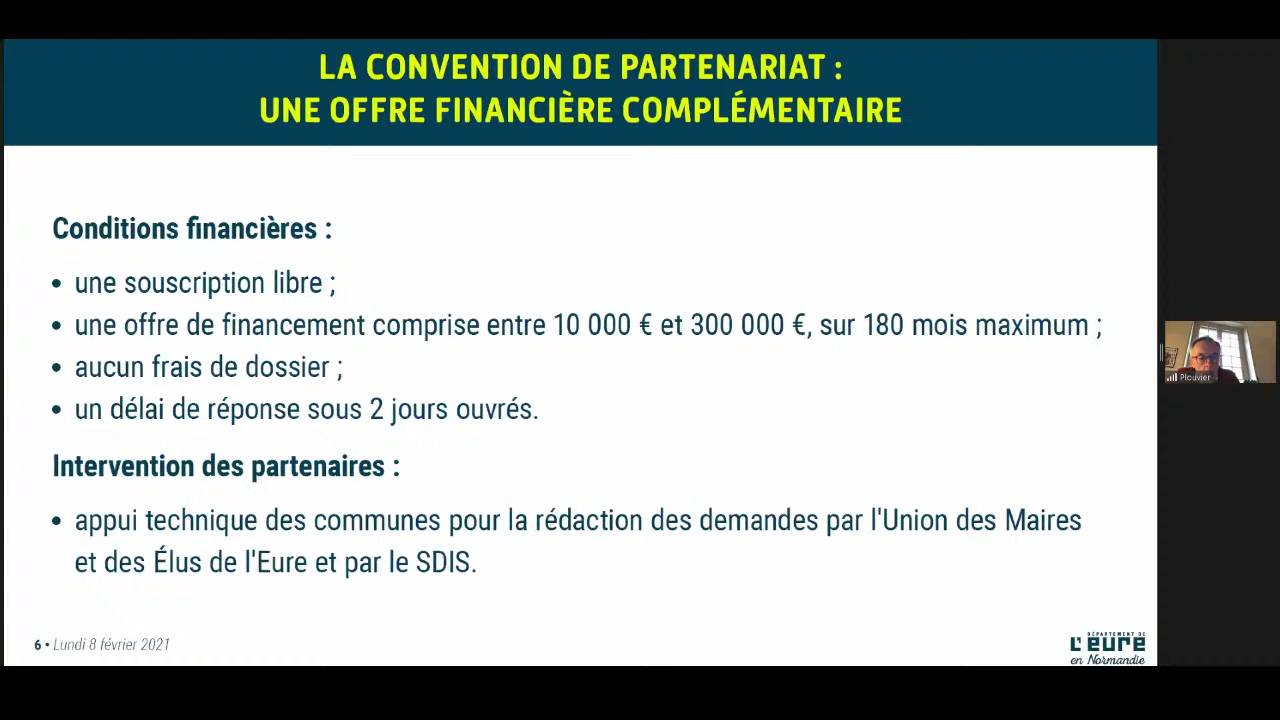 LA CONVENTION DE PARTENARIAT :
UNE OFFRE FINANCIÈRE COMPLÉMENTAIRE
Conditions financières :
• une souscription libre ;
• une offre de financement comprise entre 10 000 € et 300 000 €, sur 180 mois maximum ;
• aucun frais de dossier ;
• un délai de réponse sous 2 jours ouvrés.
Intervention des partenaires :
• appui technique des communes pour la rédaction des demandes par l'Union des Maires
et des Élus de l'Eure et par le SDIS.
Plouvier
6 • Lundi 8 février 2021
DÉPARTEMENT DE
L'EURE
en Normandie